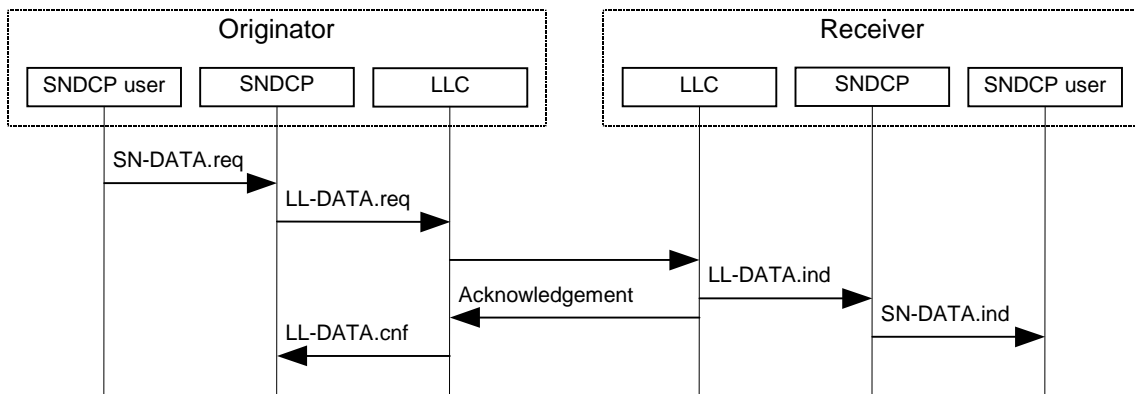 Originator
Receiver
SNDCP user
SNDCP
LLC
LLC
SNDCP
SNDCP user
SN-DATA.req
LL-DATA.req
LL-DATA.ind
Acknowledgement
SN-DATA.ind
LL-DATA.cnf